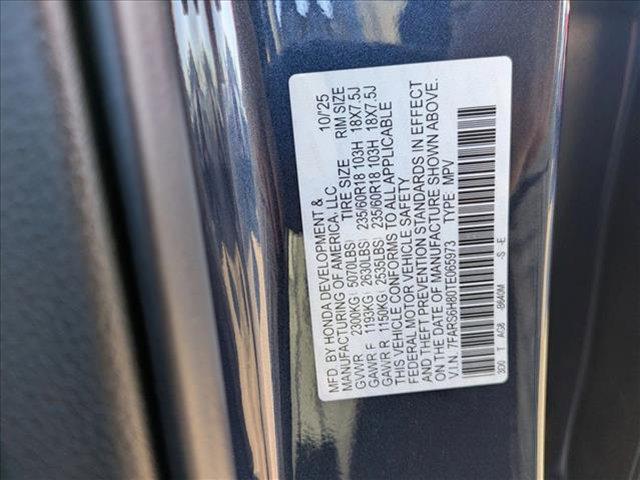 MFD. BY HONDA DEVELOPMENT &
MANUFACTURING OF AMERICA, LLC 10/25
TIRE SIZE RIM SIZE
GVWR 2300KG( 5070LBS)
GAWR F 1193KG( 2630LBS) 235/60R18 103H 18X7.5J
GAWR R 1150KG( 2535LBS) 235/60R18 103H 18X7.5J
THIS VEHICLE CONFORMS TO ALL APPLICABLE
FEDERAL MOTOR VEHICLE SAFETY
AND THEFT PREVENTION STANDARDS IN EFFECT
ON THE DATE OF MANUFACTURE SHOWN ABOVE.
V.I.N. 7FARS6H80TE065973 TYPE: MPV
-S -E